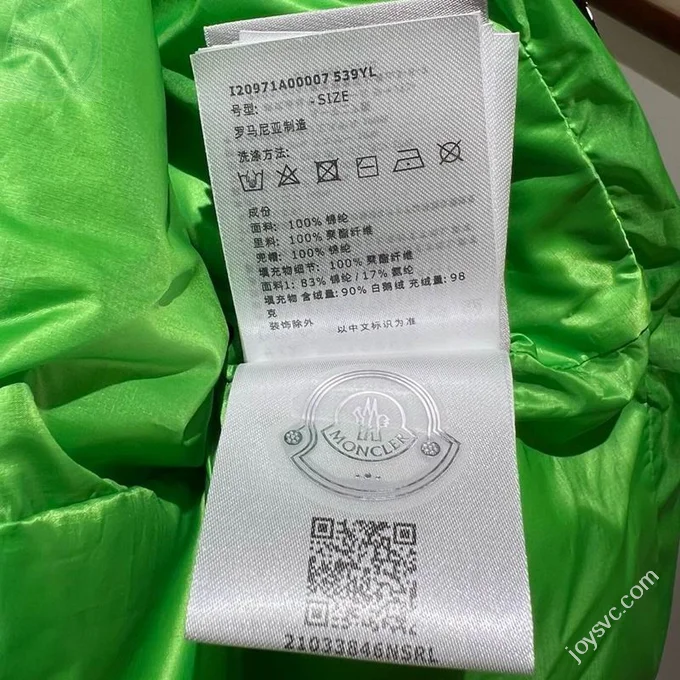 I20971A00007 539YL
号型: -SIZE
罗马尼亚制造
洗涤方法:
成份
面料: 100% 锦纶
里料: 100% 聚酯纤维
兜槽: 100% 锦纶
填充物细节: 100% 聚酯纤维
面料1: 83% 锦纶/17% 氨纶
填充物 含绒量: 90% 白鹅绒 充绒量: 98
克
装饰除外 以中文标识为准
MONCLER
21033846NSRL
joysvc.com